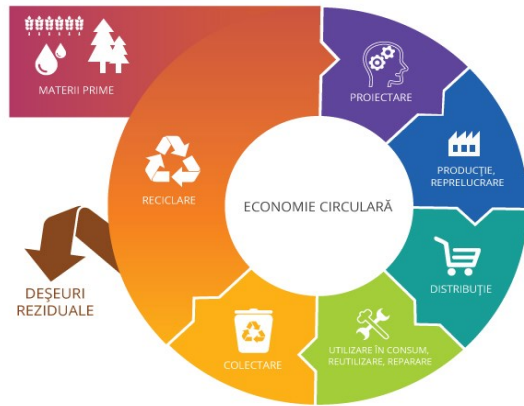 MATERII PRIME
PROIECTARE
PRODUCȚIE,
REPRELUCRARE
RECICLARE
ECONOMIE CIRCULARĂ
DISTRIBUȚIE
DEȘEURI
REZIDUALE
COLECTARE
UTILIZARE ÎN CONSUM,
REUTILIZARE, REPARARE